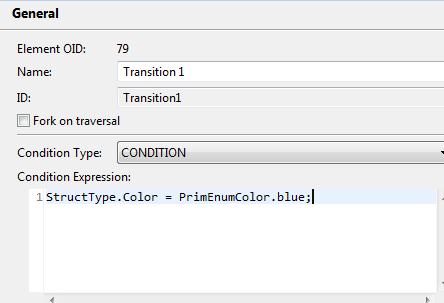 General
Element OID: 79
Name: Transition 1
ID: Transition1
Fork on traversal
Condition Type: CONDITION
Condition Expression:
1 StructType.Color = PrimEnumColor.blue;